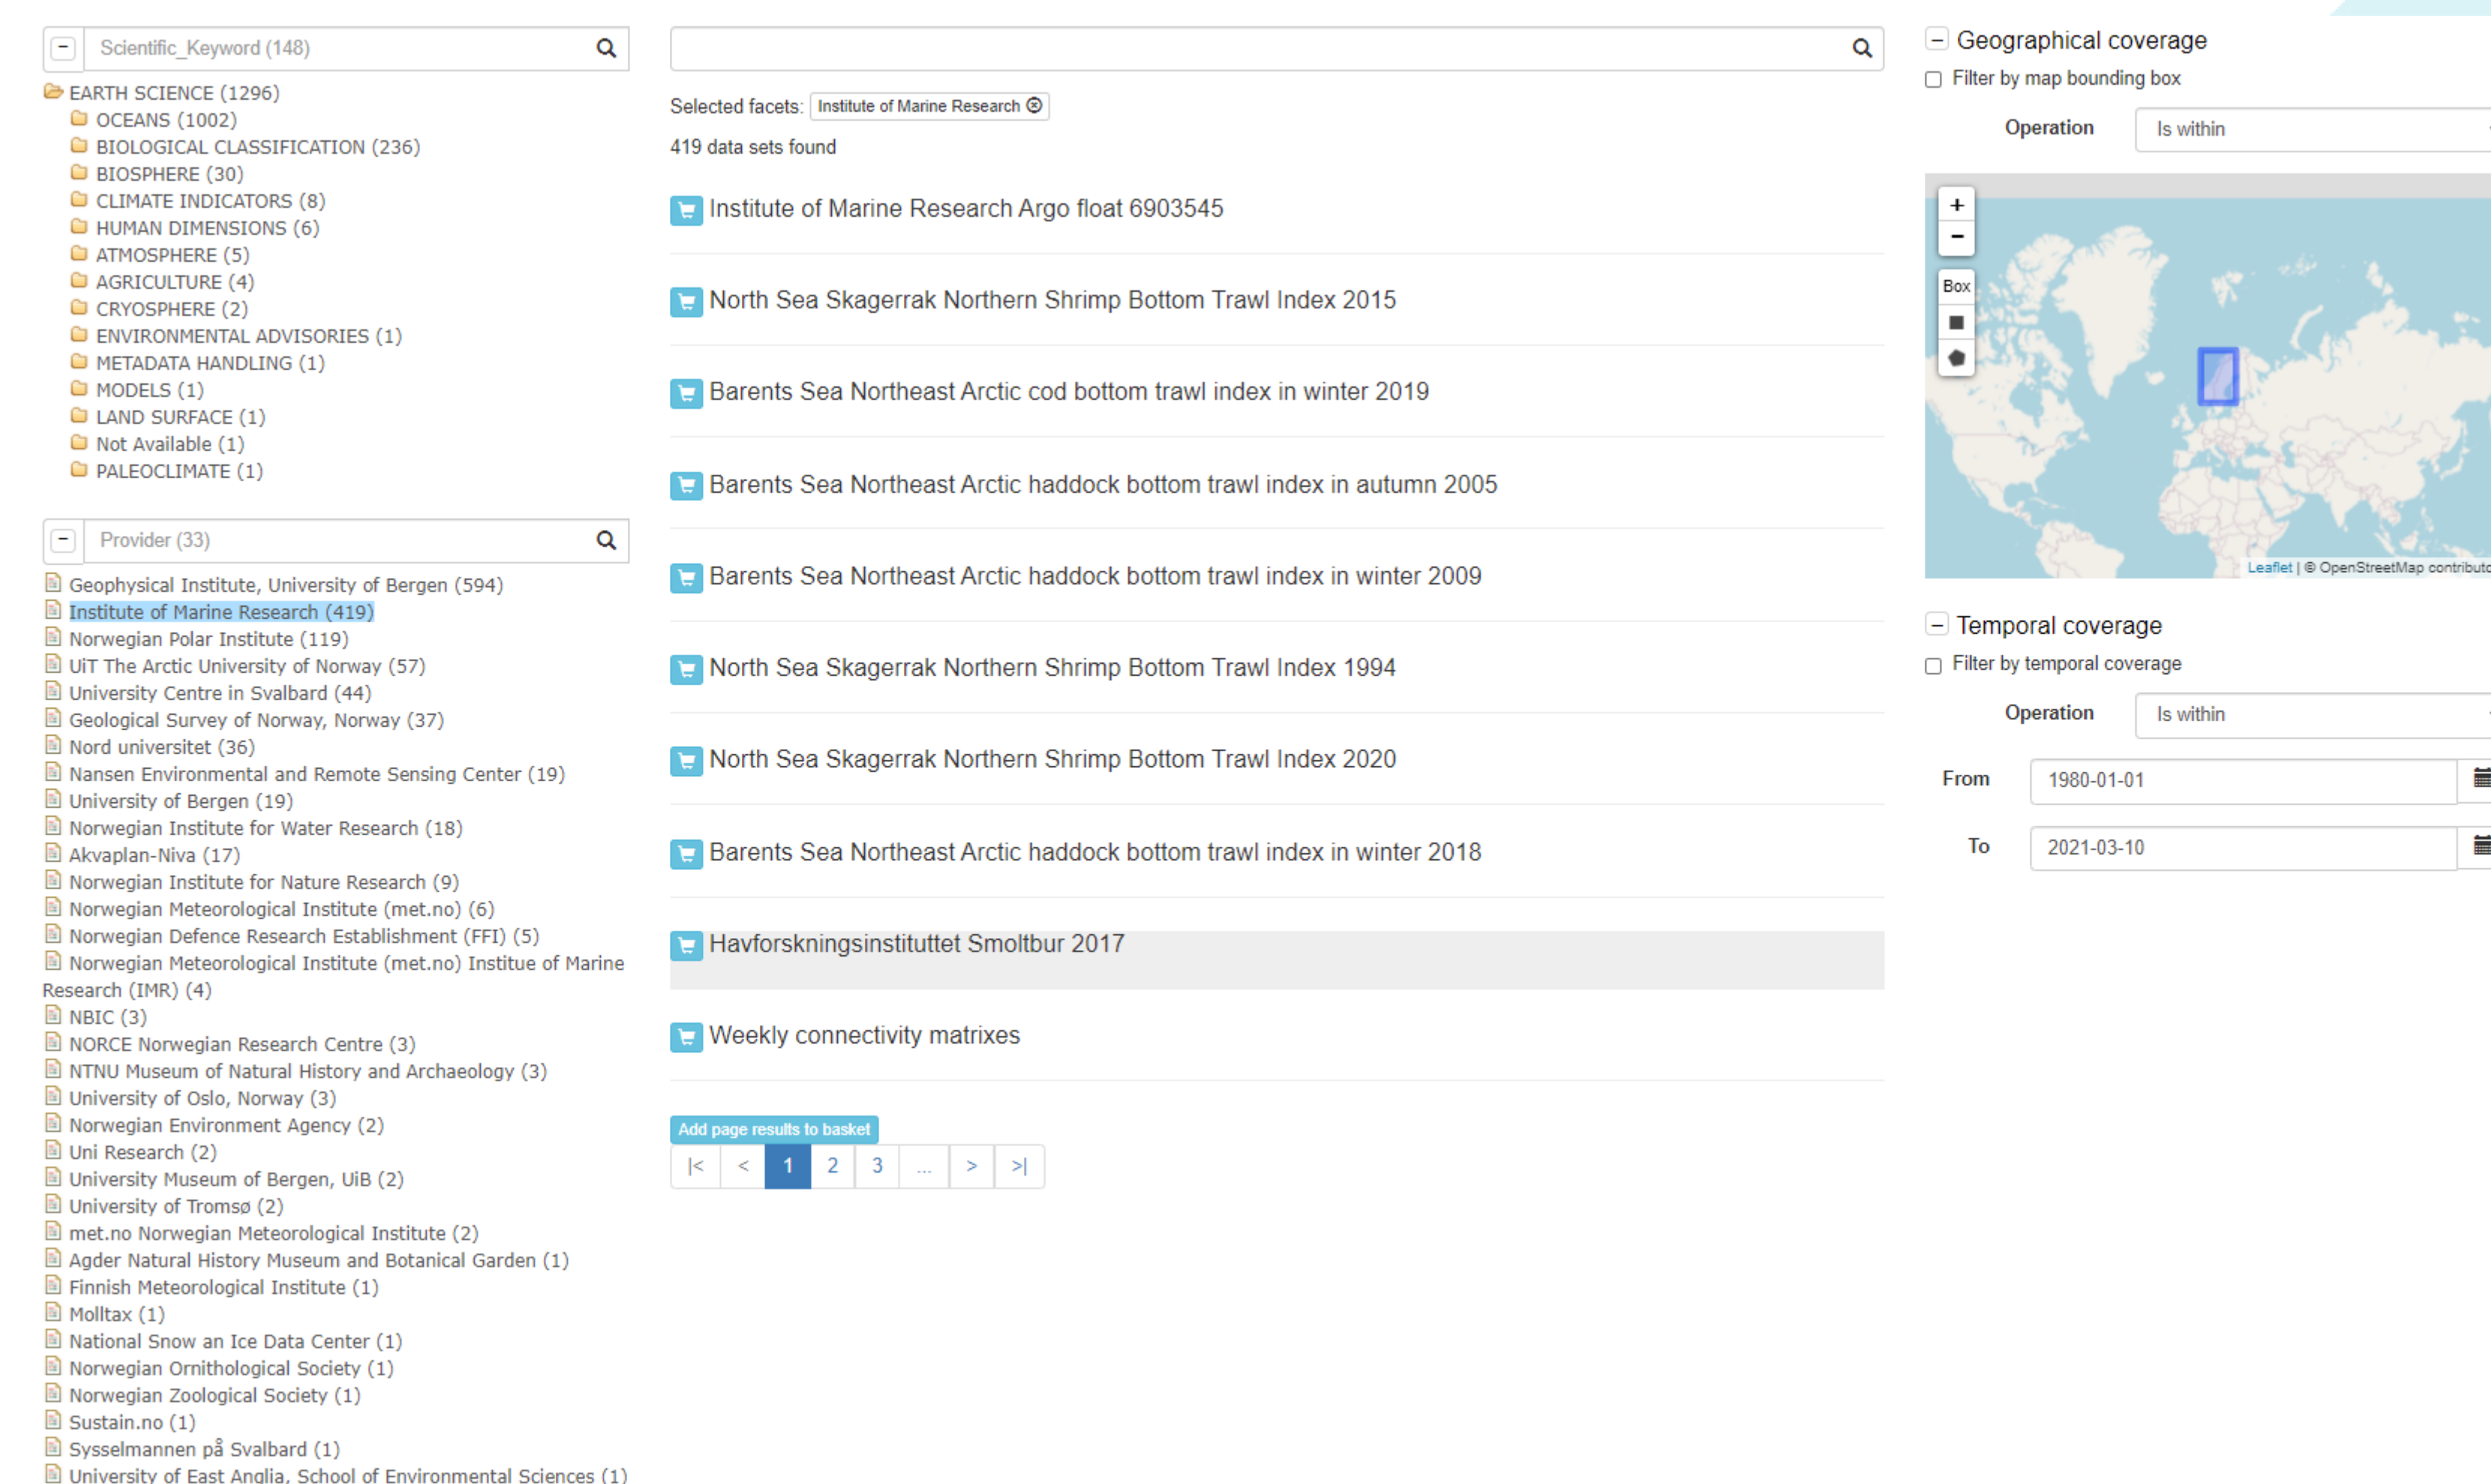 Scientific_Keyword (148)
EARTH SCIENCE (1296)
OCEANS (1002)
BIOLOGICAL CLASSIFICATION (236)
BIOSPHERE (30)
CLIMATE INDICATORS (8)
HUMAN DIMENSIONS (6)
ATMOSPHERE (5)
AGRICULTURE (4)
CRYOSPHERE (2)
ENVIRONMENTAL ADVISORIES (1)
METADATA HANDLING (1)
MODELS (1)
LAND SURFACE (1)
Not Available (1)
PALEOCLIMATE (1)
Provider (33)
Geophysical Institute, University of Bergen (594)
Institute of Marine Research (419)
Norwegian Polar Institute (119)
UiT The Arctic University of Norway (57)
University Centre in Svalbard (44)
Geological Survey of Norway, Norway (37)
Nord universitet (36)
Nansen Environmental and Remote Sensing Center (19)
University of Bergen (19)
Norwegian Institute for Water Research (18)
Akvaplan-Niva (17)
Norwegian Institute for Nature Research (9)
Norwegian Meteorological Institute (met.no) (6)
Norwegian Defence Research Establishment (FFI) (5)
Norwegian Meteorological Institute (met.no) Institue of Marine
Research (IMR) (4)
NBIC (3)
NORCE Norwegian Research Centre (3)
NTNU Museum of Natural History and Archaeology (3)
University of Oslo, Norway (3)
Norwegian Environment Agency (2)
Uni Research (2)
University Museum of Bergen, UiB (2)
University of Tromsø (2)
met.no Norwegian Meteorological Institute (2)
Agder Natural History Museum and Botanical Garden (1)
Finnish Meteorological Institute (1)
Molltax (1)
National Snow an Ice Data Center (1)
Norwegian Ornithological Society (1)
Norwegian Zoological Society (1)
Sustain.no (1)
Sysselmannen på Svalbard (1)
University of East Anglia, School of Environmental Sciences (1)
Selected facets: Institute of Marine Research
419 data sets found
Institute of Marine Research Argo float 6903545
North Sea Skagerrak Northern Shrimp Bottom Trawl Index 2015
Barents Sea Northeast Arctic cod bottom trawl index in winter 2019
Barents Sea Northeast Arctic haddock bottom trawl index in autumn 2005
Barents Sea Northeast Arctic haddock bottom trawl index in winter 2009
North Sea Skagerrak Northern Shrimp Bottom Trawl Index 1994
North Sea Skagerrak Northern Shrimp Bottom Trawl Index 2020
Barents Sea Northeast Arctic haddock bottom trawl index in winter 2018
Havforskningsinstituttet Smoltbur 2017
Weekly connectivity matrixes
Add page results to basket
|< < 1 2 3 ... > >|
Geographical coverage
Filter by map bounding box
Operation Is within
+
−
Box
Leaflet | © OpenStreetMap contributo
Temporal coverage
Filter by temporal coverage
Operation Is within
From 1980-01-01
To 2021-03-10